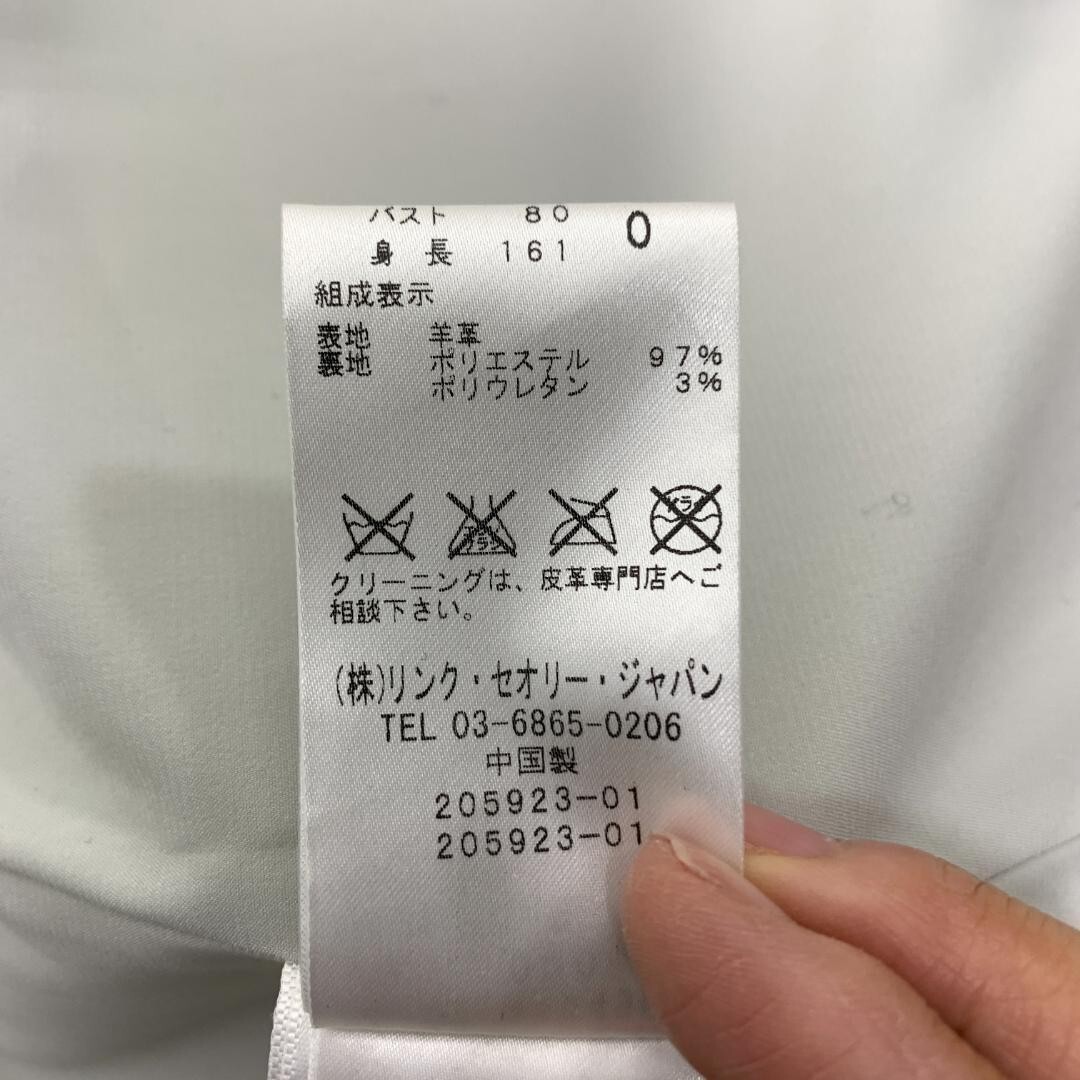 バスト 80 0
身長 161
組成表示
表地 羊革
裏地 ポリエステル 97%
ポリウレタン 3%
クリーニングは、皮革専門店へご
相談下さい。
(株)リンク・セオリー・ジャパン
TEL 03-6865-0206
中国製
205923-01
205923-01